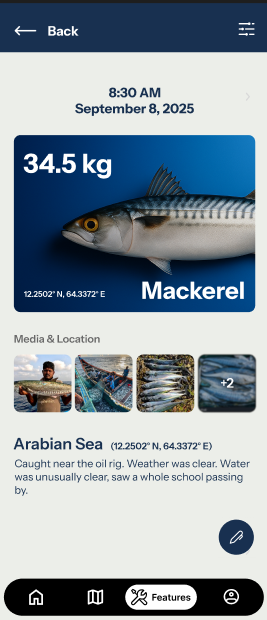 Back
8:30 AM
September 8, 2025
34.5 kg
12.2502° N, 64.3372° E
Mackerel
Media & Location
+2
Arabian Sea (12.2502° N, 64.3372° E)
Caught near the oil rig. Weather was clear. Water
was unusually clear, saw a whole school passing
by.
Features